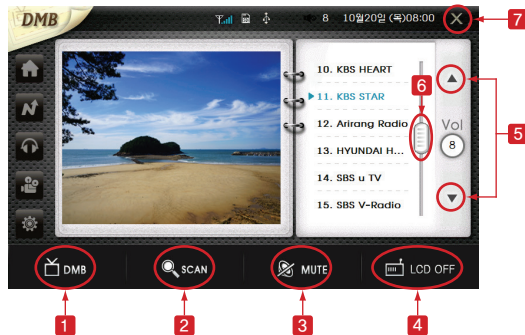 DMB
8 10월20일 (목)08:00
7
10. KBS HEART
6
11. KBS STAR
12. Arirang Radio
Vol
5
8
13. HYUNDAI H...
14. SBS u TV
15. SBS V-Radio
DMB
SCAN
MUTE
LCD OFF
1
2
3
4